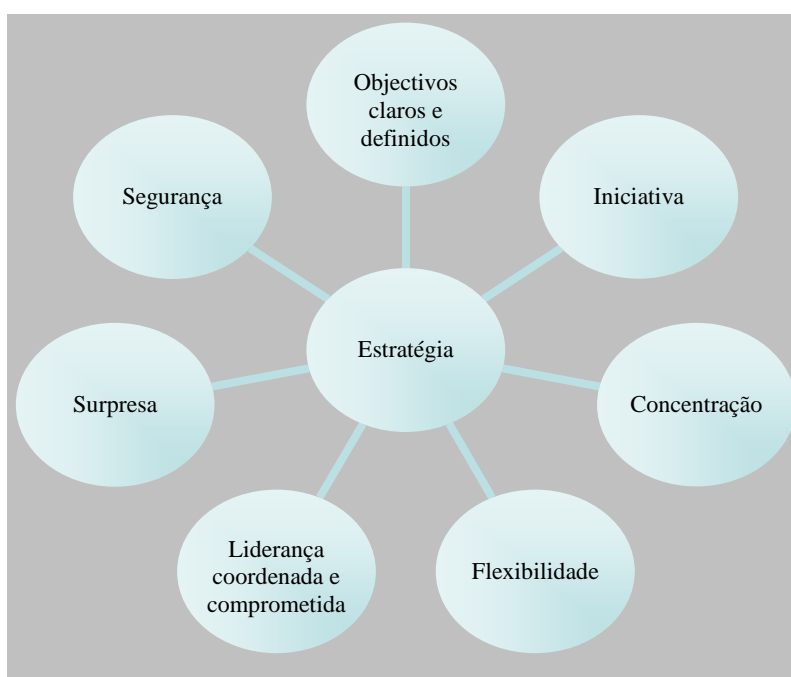 Objectivos
claros e
definidos
Segurança
Iniciativa
Estratégia
Surpresa
Concentração
Liderança
coordenada e
comprometida
Flexibilidade